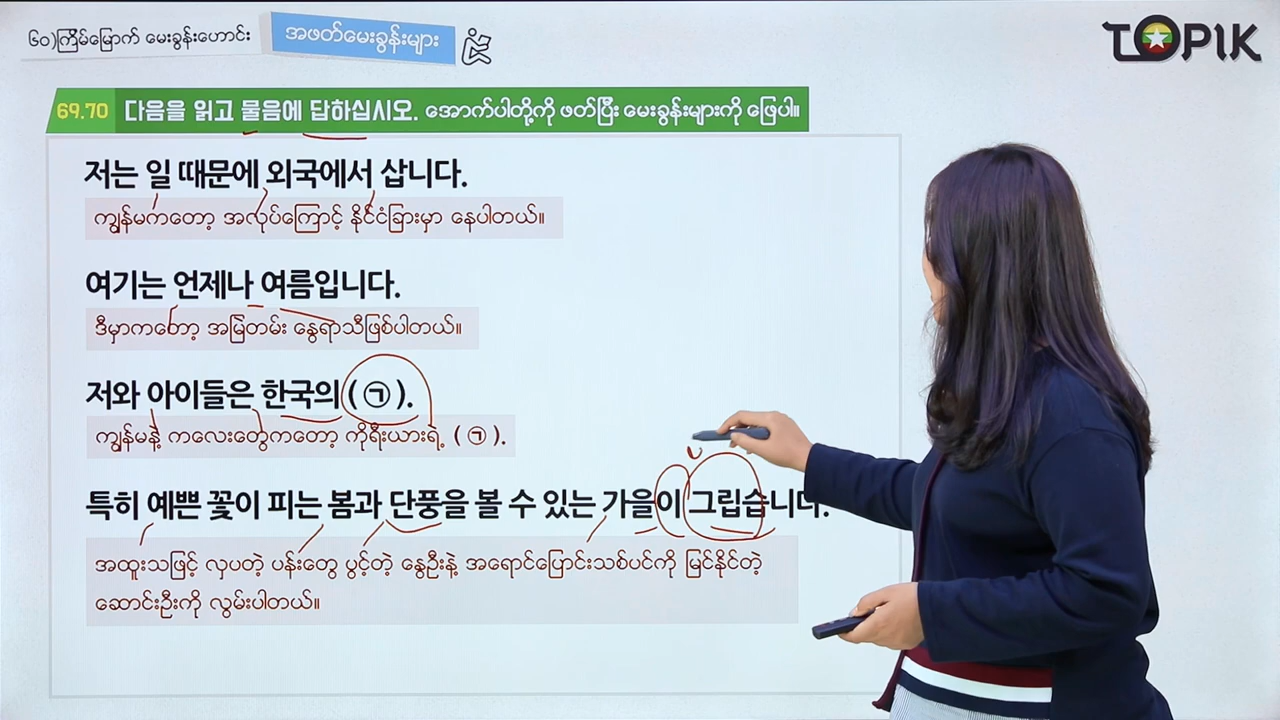 ၆၀)ကြိမ်မြောက် မေးခွန်းဟောင်း
အဖတ်မေးခွန်းများ
TOPIK
69.70 다음을 읽고 물음에 답하십시오. အောက်ပါတို့ကို ဖတ်ပြီး မေးခွန်းများကို ဖြေပါ။
저는 일 때문에 외국에서 삽니다.
ကျွန်မကတော့ အလုပ်ကြောင့် နိုင်ငံခြားမှာ နေပါတယ်။
여기는 언제나 여름입니다.
ဒီမှာကတော့ အမြဲတမ်း နွေရာသီဖြစ်ပါတယ်။
저와 아이들은 한국의 (㉠).
ကျွန်မနဲ့ ကလေးတွေကတော့ ကိုရီးယားရဲ့ (㉠).
특히 예쁜 꽃이 피는 봄과 단풍을 볼 수 있는 가을이 그립습니다.
အထူးသဖြင့် လှပတဲ့ ပန်းတွေ ပွင့်တဲ့ နွေဦးနဲ့ အရောင်ပြောင်းသစ်ပင်ကို မြင်နိုင်တဲ့
ဆောင်းဦးကို လွမ်းပါတယ်။